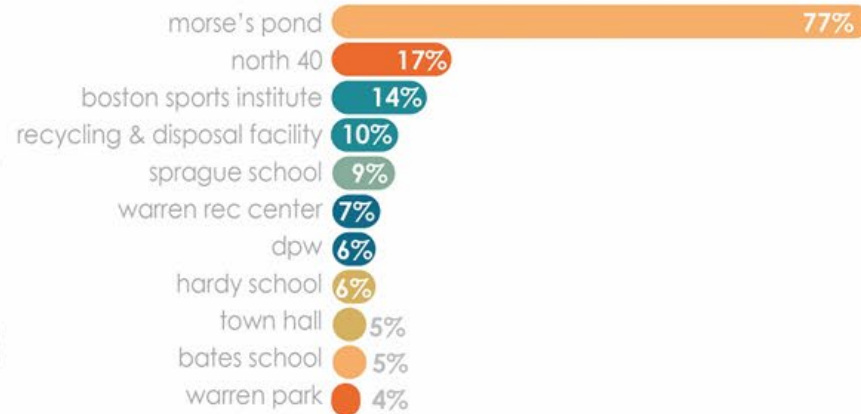 morse's pond 77%
north 40 17%
boston sports institute 14%
recycling & disposal facility 10%
sprague school 9%
warren rec center 7%
dpw 6%
hardy school 6%
town hall 5%
bates school 5%
warren park 4%